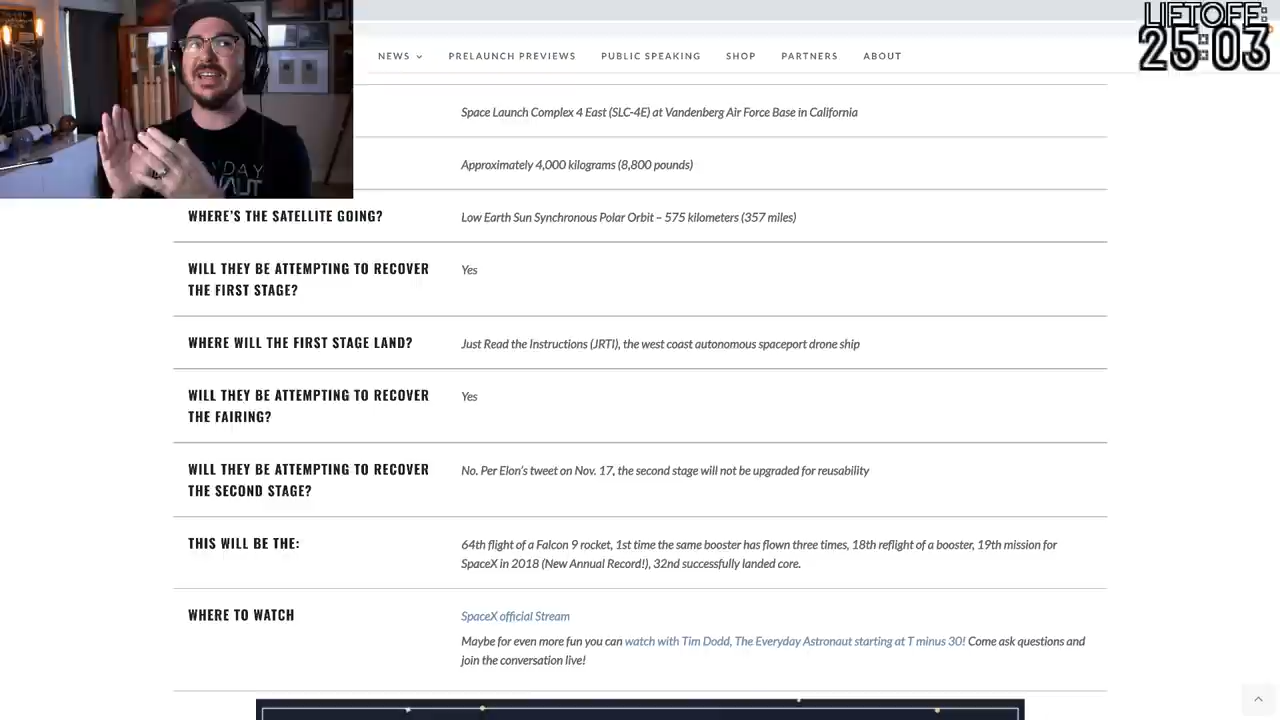 LIFTOFF:
25:03
NEWS
PRELAUNCH PREVIEWS
PUBLIC SPEAKING
SHOP
PARTNERS
ABOUT
Space Launch Complex 4 East (SLC-4E) at Vandenberg Air Force Base in California
Approximately 4,000 kilograms (8,800 pounds)
WHERE'S THE SATELLITE GOING?
Low Earth Sun Synchronous Polar Orbit – 575 kilometers (357 miles)
WILL THEY BE ATTEMPTING TO RECOVER
THE FIRST STAGE?
Yes
WHERE WILL THE FIRST STAGE LAND?
Just Read the Instructions (JRTI), the west coast autonomous spaceport drone ship
WILL THEY BE ATTEMPTING TO RECOVER
THE FAIRING?
Yes
WILL THEY BE ATTEMPTING TO RECOVER
THE SECOND STAGE?
No. Per Elon's tweet on Nov. 17, the second stage will not be upgraded for reusability
THIS WILL BE THE:
64th flight of a Falcon 9 rocket, 1st time the same booster has flown three times, 18th reflight of a booster, 19th mission for
SpaceX in 2018 (New Annual Record!), 32nd successfully landed core.
WHERE TO WATCH
SpaceX official Stream
Maybe for even more fun you can watch with Tim Dodd, The Everyday Astronaut starting at T minus 30! Come ask questions and
join the conversation live!